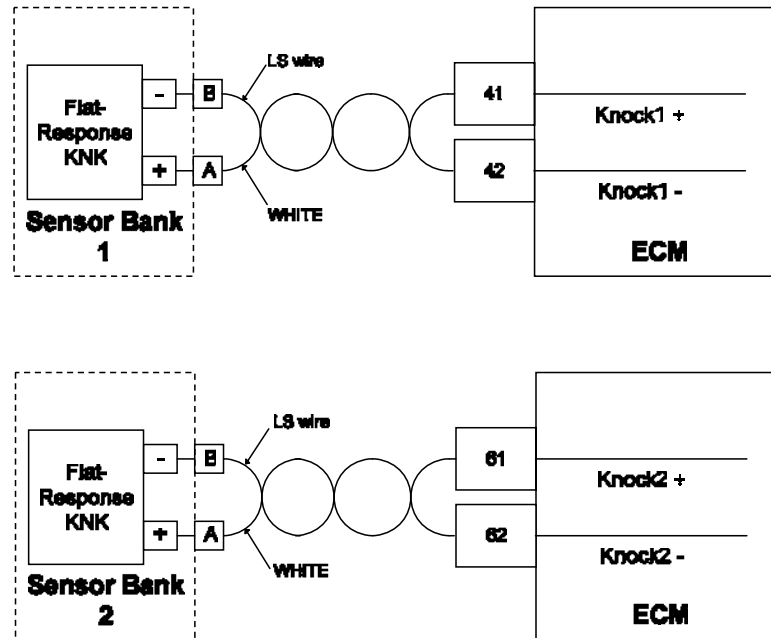 LS wire
- B 41
Flat-
Response
KNK
Knock1 +
+ A 42
WHITE
Knock1 -
Sensor Bank
1
ECM
LS wire
- B 61
Flat-
Response
KNK
Knock2 +
+ A 62
WHITE
Knock2 -
Sensor Bank
2
ECM